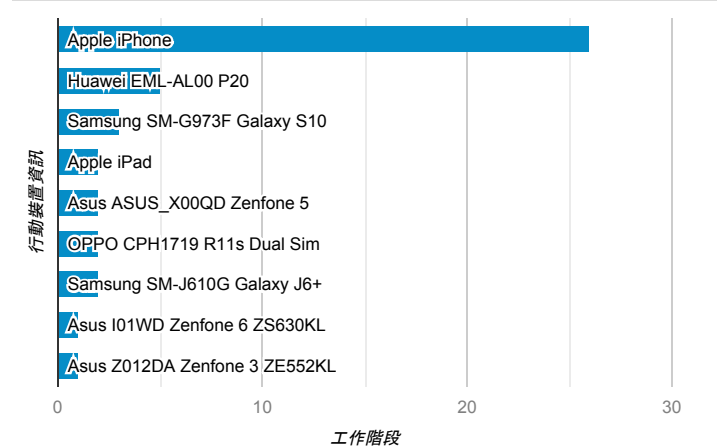 Apple iPhone
Huawei EML-AL00 P20
Samsung SM-G973F Galaxy S10
Apple iPad
Asus ASUS_X00QD Zenfone 5
OPPO CPH1719 R11s Dual Sim
Samsung SM-J610G Galaxy J6+
Asus I01WD Zenfone 6 ZS630KL
Asus Z012DA Zenfone 3 ZE552KL
行動裝置資訊
0 10 20 30
工作階段